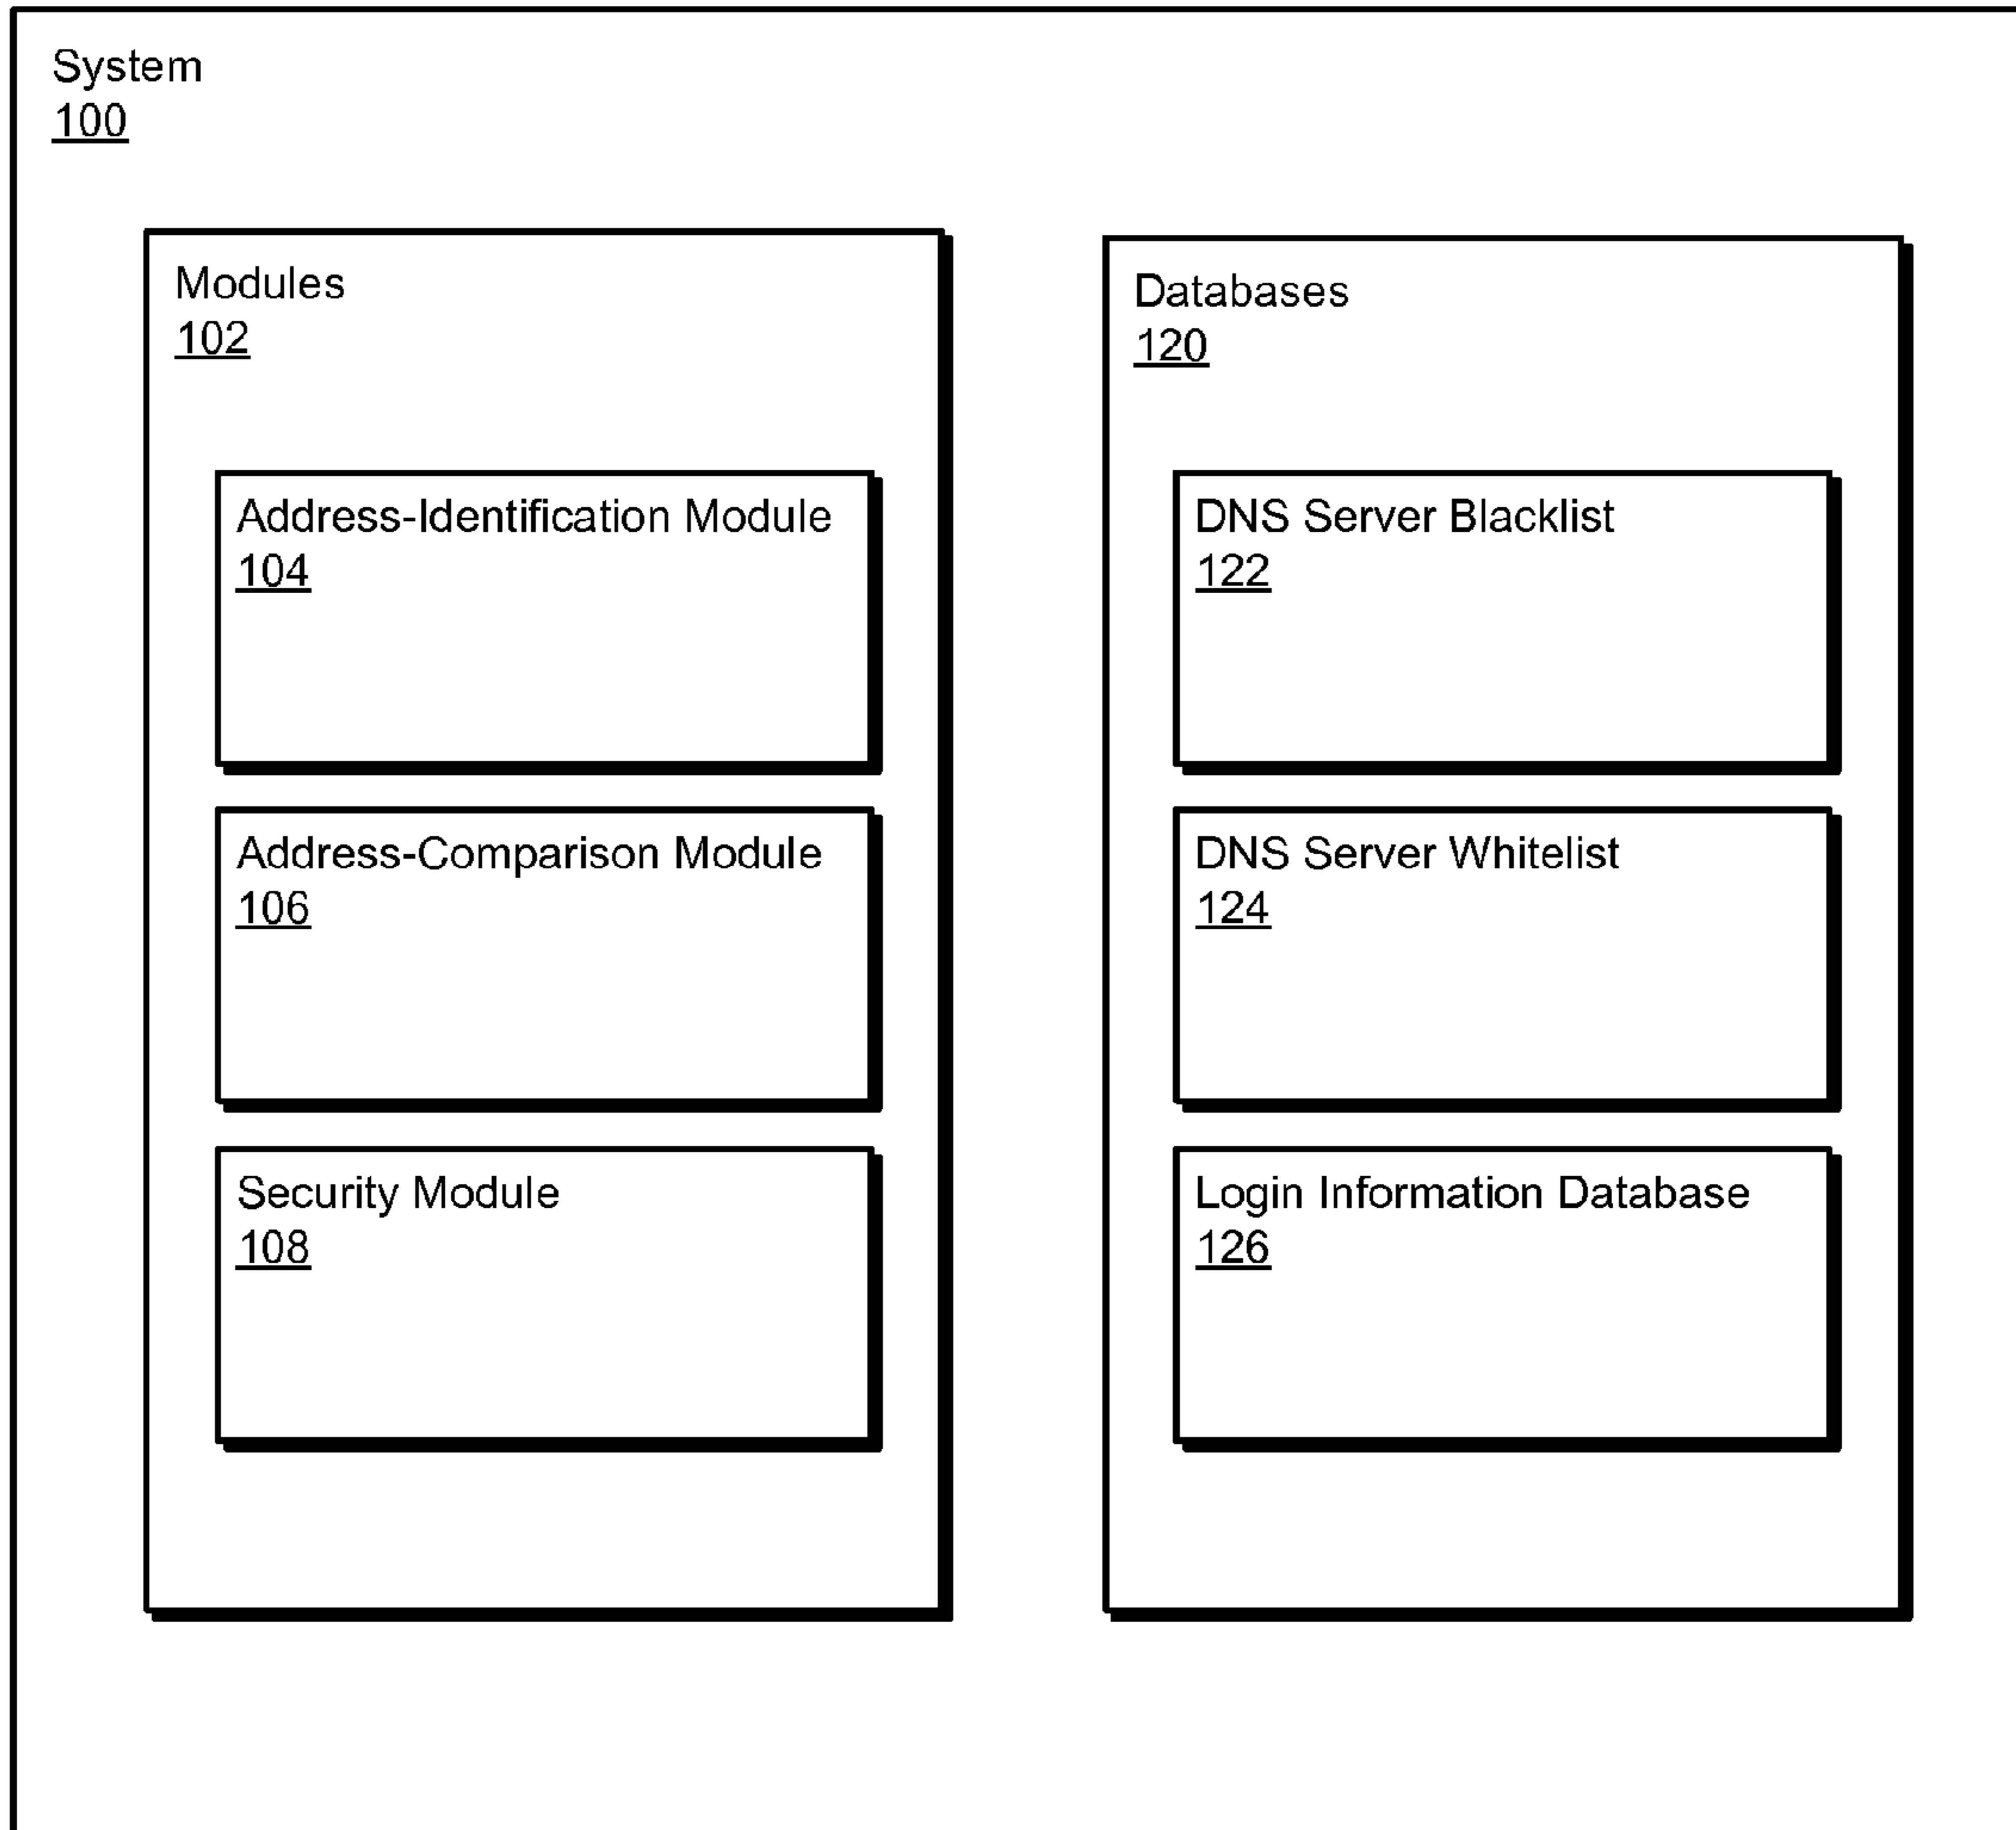 System
100
Modules
102
Address-Identification Module
104
Address-Comparison Module
106
Security Module
108
Databases
120
DNS Server Blacklist
122
DNS Server Whitelist
124
Login Information Database
126